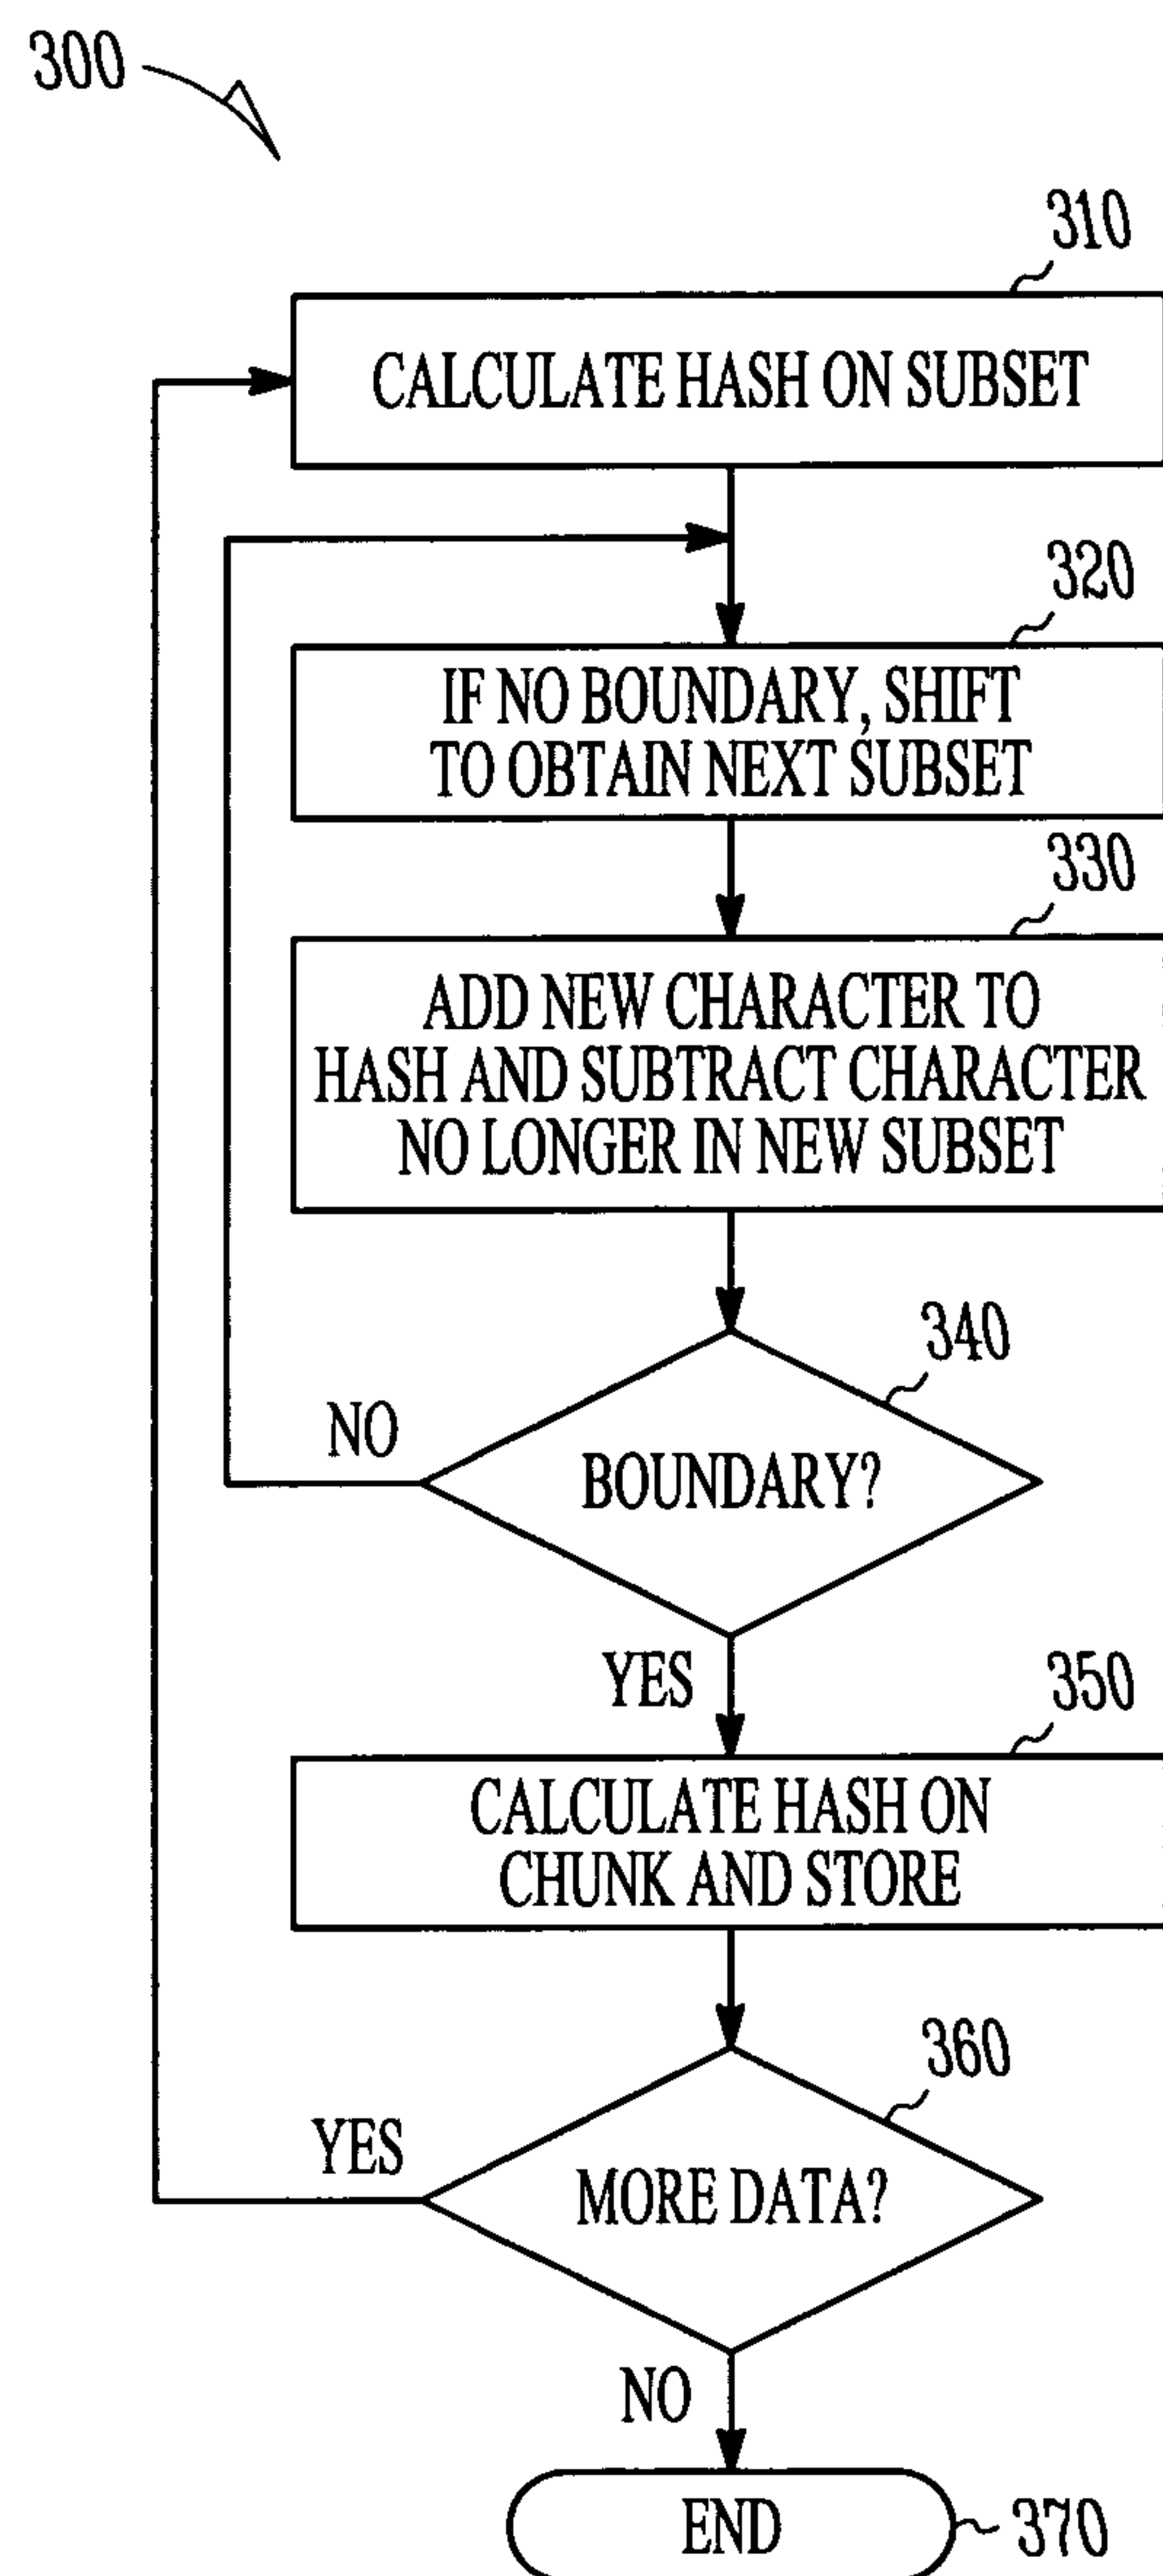 300
310
CALCULATE HASH ON SUBSET
320
IF NO BOUNDARY, SHIFT
TO OBTAIN NEXT SUBSET
330
ADD NEW CHARACTER TO
HASH AND SUBTRACT CHARACTER
NO LONGER IN NEW SUBSET
340
NO
BOUNDARY?
YES
350
CALCULATE HASH ON
CHUNK AND STORE
360
YES
MORE DATA?
NO
END
370